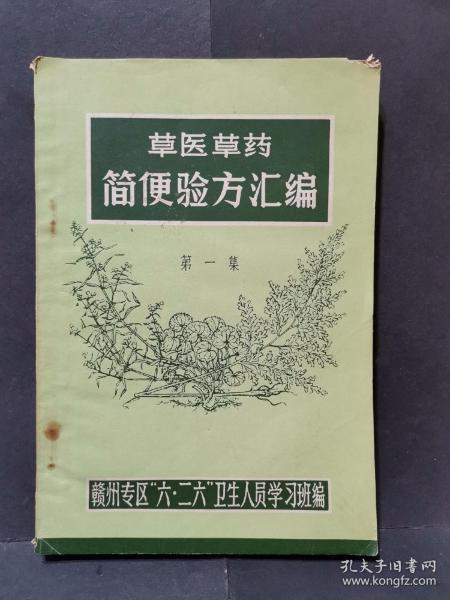 草医草药
简便验方汇编
第一集
赣州专区“六·二六”卫生人员学习班编
孔夫子旧书网
www.kongfz.com